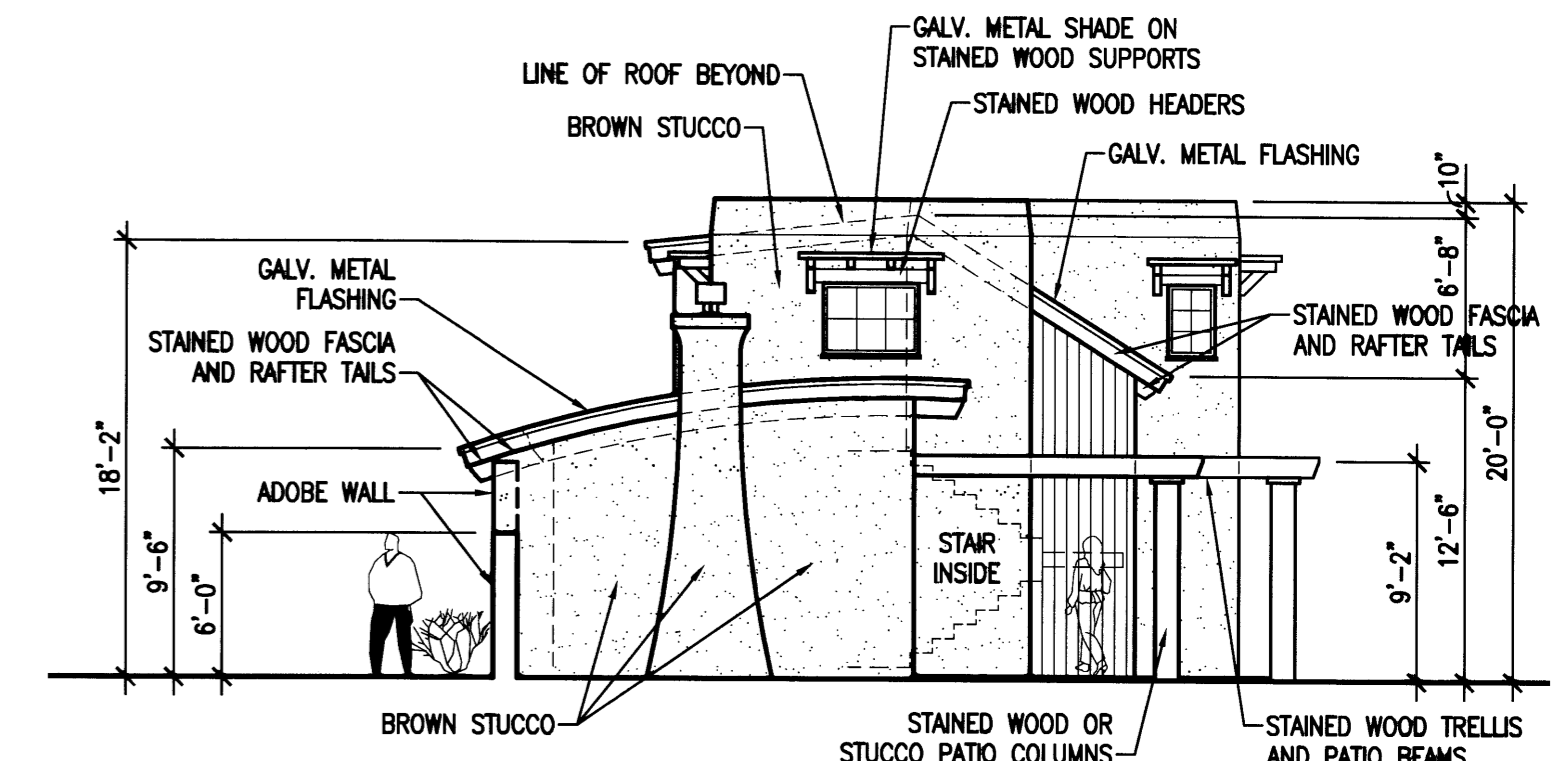 GALV. METAL SHADE ON
STAINED WOOD SUPPORTS
LINE OF ROOF BEYOND
STAINED WOOD HEADERS
BROWN STUCCO
GALV. METAL FLASHING
10"
6'-8"
20'-0"
12'-6"
9'-2"
GALV. METAL
FLASHING
STAINED WOOD FASCIA
AND RAFTER TAILS
STAINED WOOD FASCIA
AND RAFTER TAILS
18'-2"
9'-6"
6'-0"
ADOBE WALL
STAIR
INSIDE
BROWN STUCCO
STAINED WOOD OR
STUCCO PATIO COLUMNS
STAINED WOOD TRELLIS
AND PATIO BEAMS